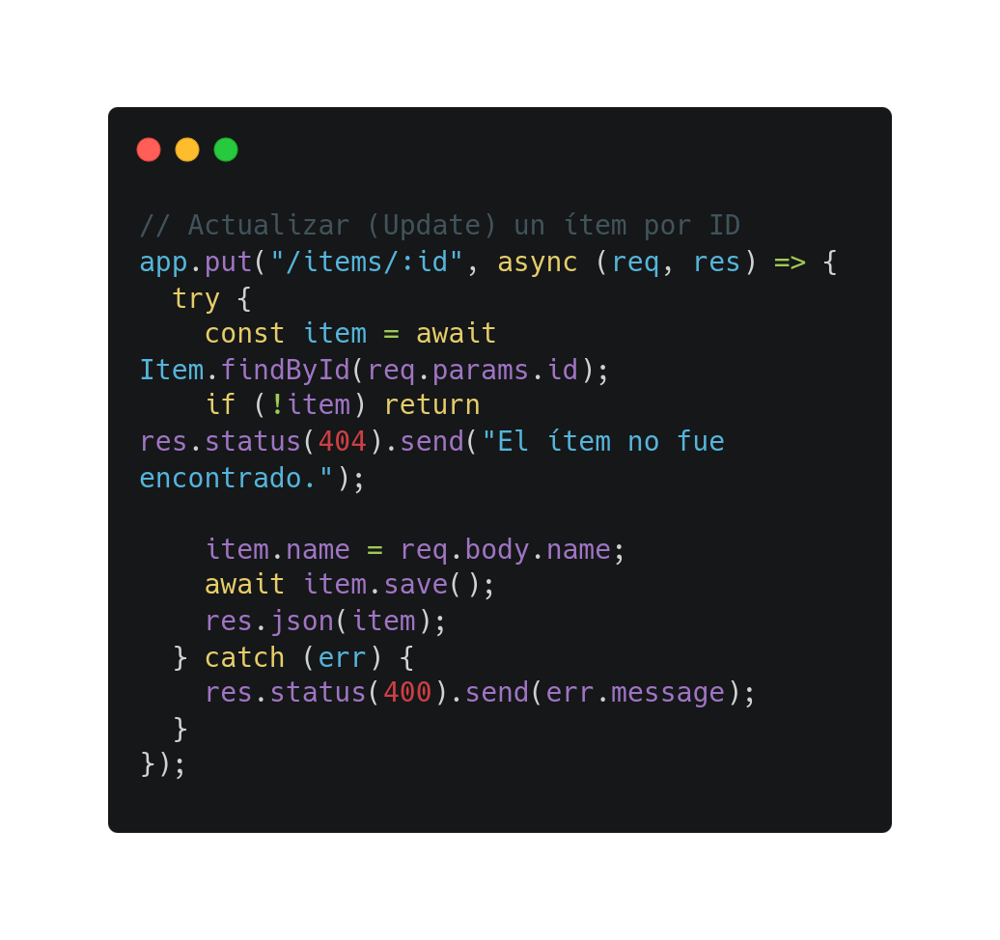 // Actualizar (Update) un ítem por ID
app.put("/items/:id", async (req, res) => {
  try {
    const item = await
Item.findById(req.params.id);
    if (!item) return
res.status(404).send("El ítem no fue
encontrado.");

    item.name = req.body.name;
    await item.save();
    res.json(item);
  } catch (err) {
    res.status(400).send(err.message);
  }
});